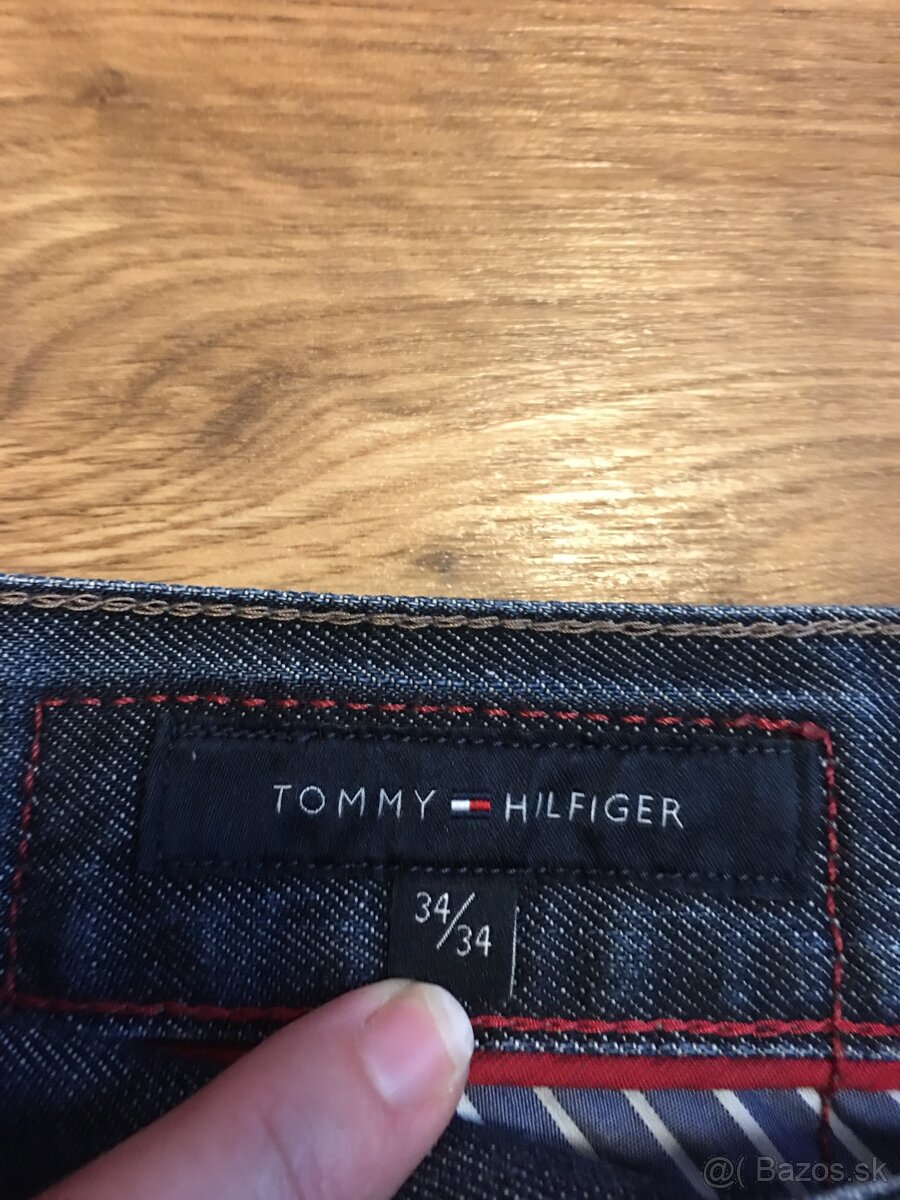 TOMMY HILFIGER
34/34
@( Bazos.sk